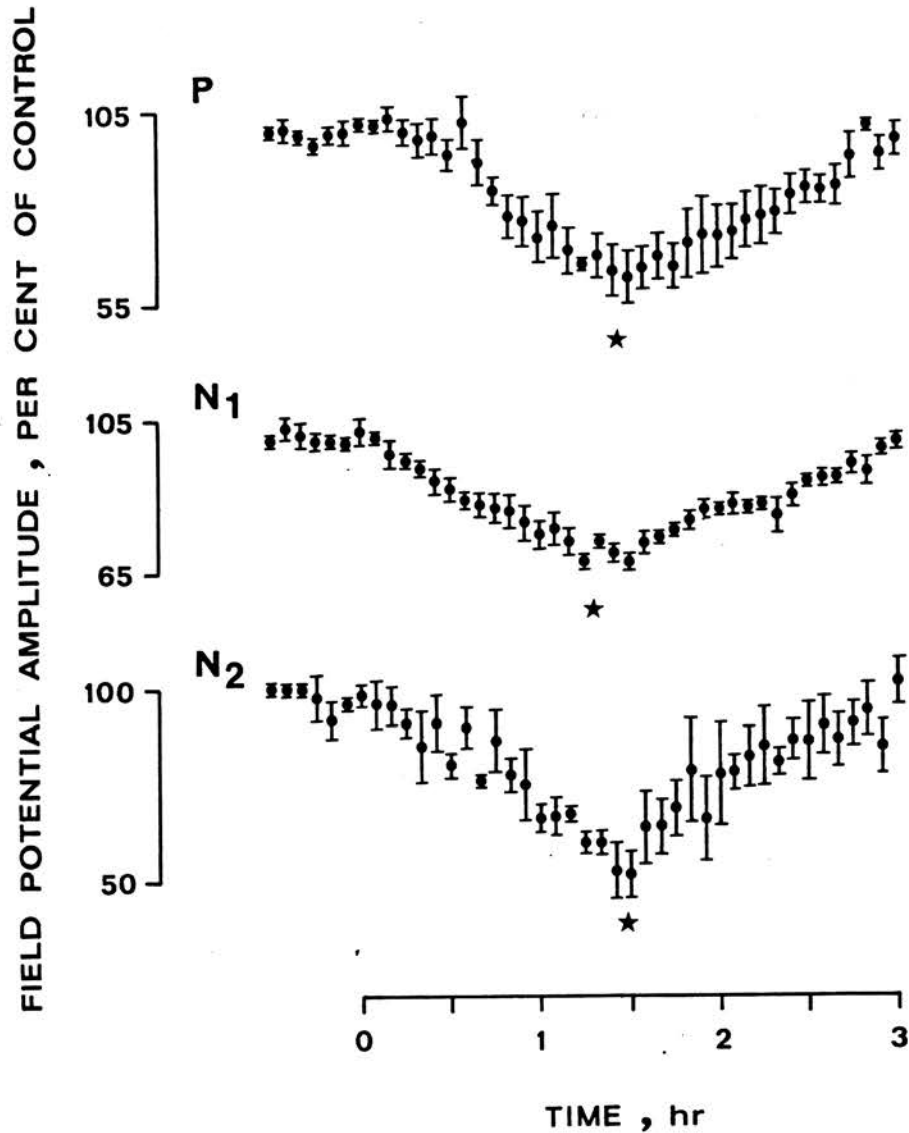 FIELD POTENTIAL AMPLITUDE , PER CENT OF CONTROL
P
105
55
N1
105
65
N2
100
50
0 1 2 3
TIME , hr